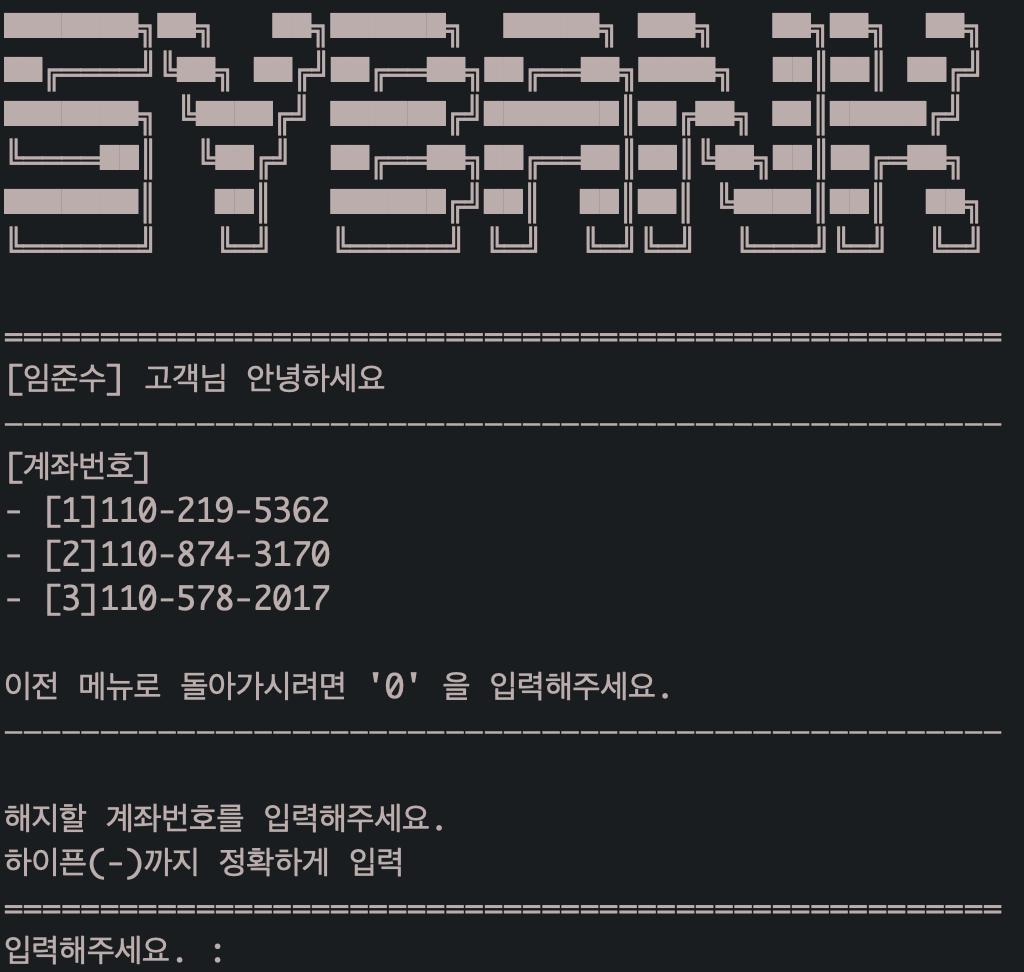 SYBANK
[임준수] 고객님 안녕하세요
[계좌번호]
- [1]110-219-5362
- [2]110-874-3170
- [3]110-578-2017
이전 메뉴로 돌아가시려면 '0' 을 입력해주세요.
해지할 계좌번호를 입력해주세요.
하이픈(-)까지 정확하게 입력
입력해주세요. :